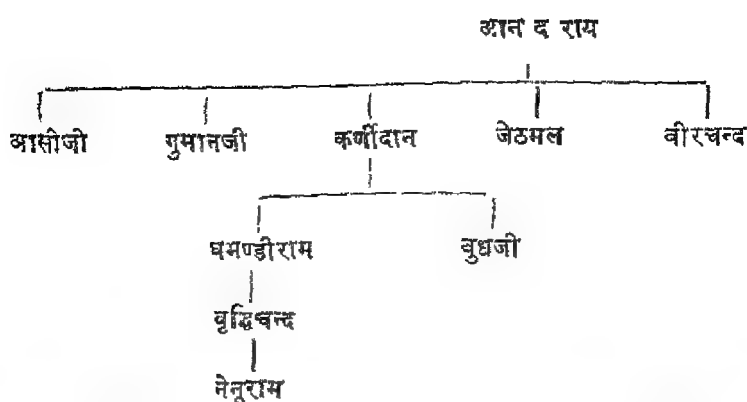 आन द राय
आसोजी गुमानजी कर्णीदान जेठमल वीरचन्द
घमण्डीराम वुधजी
वृद्धिचन्द
नेनूराम